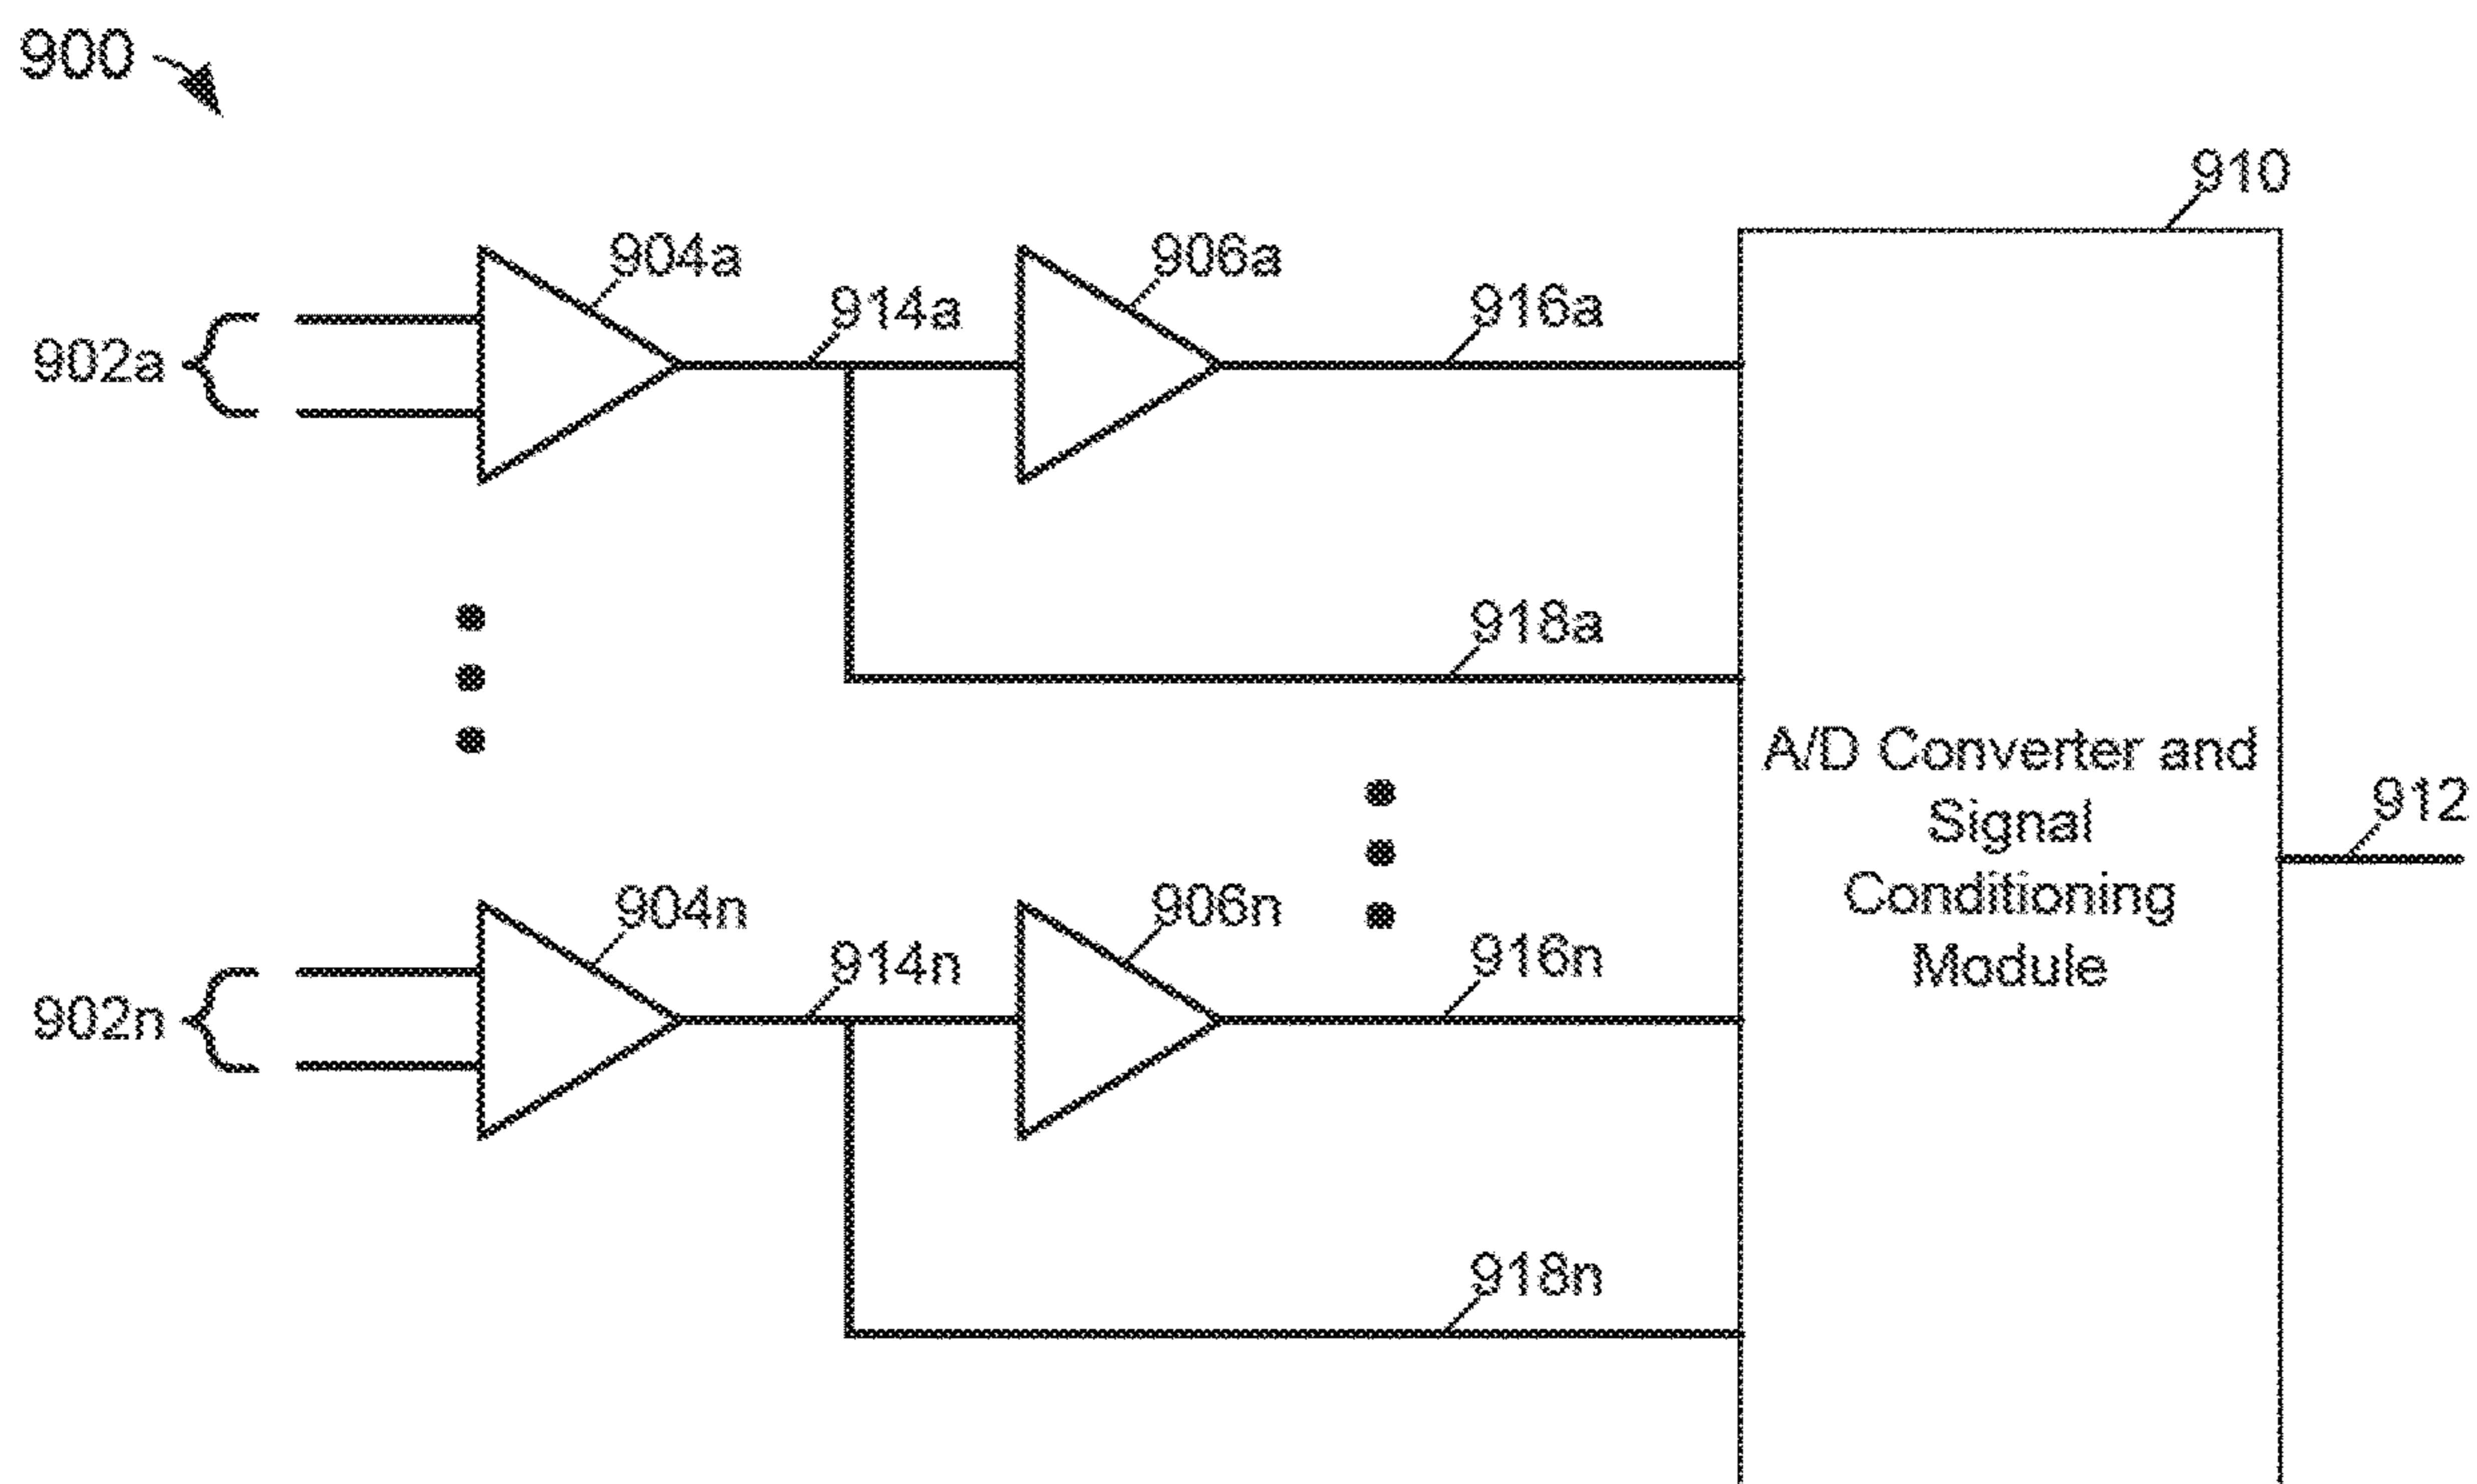 900
910
904a
906a
914a
916a
902a
918a
A/D Converter and
Signal
Conditioning
Module
912
904n
906n
914n
916n
902n
918n